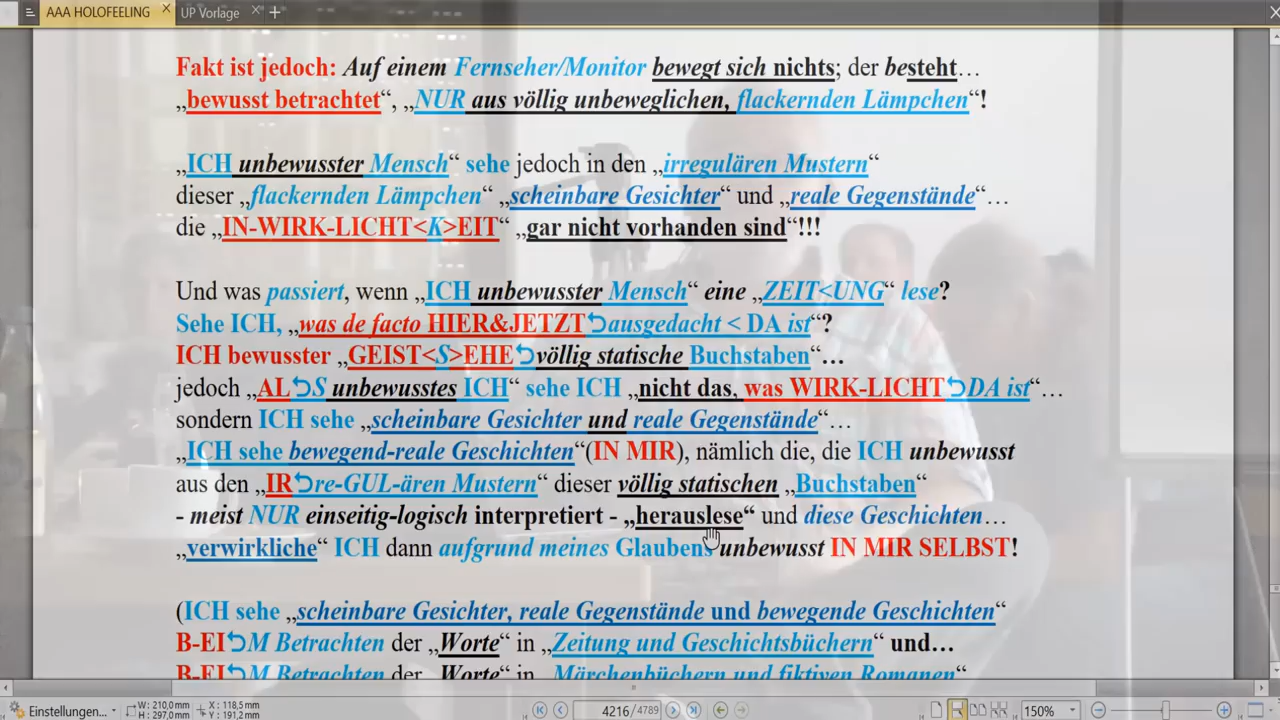 AAA HOLOFEELING
UP Vorlage
Fakt ist jedoch: Auf einem Fernseher/Monitor bewegt sich nichts; der besteht…
„bewusst betrachtet“, „NUR aus völlig unbeweglichen, flackernden Lämpchen“!
„ICH unbewusster Mensch“ sehe jedoch in den „irregulären Mustern“
dieser „flackernden Lämpchen“ „scheinbare Gesichter“ und „reale Gegenstände“…
die „IN-WIRK-LICHT<K>EIT“ „gar nicht vorhanden sind“!!!
Und was passiert, wenn „ICH unbewusster Mensch“ eine „ZEIT<UNG“ lese?
Sehe ICH, „was de facto HIER&JETZT⮌ausgedacht < DA ist“?
ICH bewusster „GEIST<S>EHE⮌völlig statische Buchstaben“…
jedoch „AL⮌S unbewusstes ICH“ sehe ICH „nicht das, was WIRK-LICHT⮌DA ist“…
sondern ICH sehe „scheinbare Gesichter und reale Gegenstände“…
„ICH sehe bewegend-reale Geschichten“(IN MIR), nämlich die, die ICH unbewusst
aus den „IR⮌re-GUL-ären Mustern“ dieser völlig statischen „Buchstaben“
- meist NUR einseitig-logisch interpretiert - „herauslese“ und diese Geschichten…
„verwirkliche“ ICH dann aufgrund meines Glaubens unbewusst IN MIR SELBST!
(ICH sehe „scheinbare Gesichter, reale Gegenstände und bewegende Geschichten“
B-EI⮌M Betrachten der „Worte“ in „Zeitung und Geschichtsbüchern“ und…
B-EI⮌M Betrachten der „Worte“ in „Märchenbüchern und fiktiven Romanen“
Einstellungen...
W: 210,0 mm
H: 297,0 mm
X: 118,5 mm
Y: 191,2 mm
4216 / 4789
150%